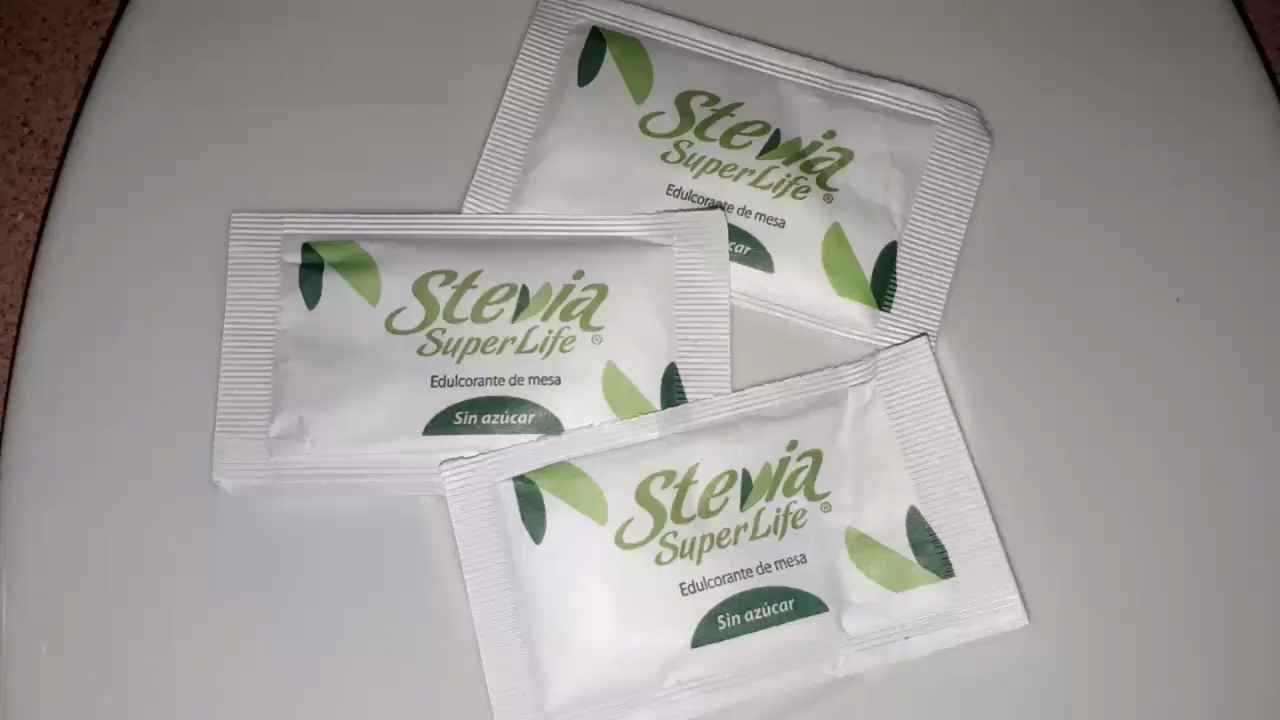 Stevia
SuperLife®
Edulcorante de mesa
car
Stevia
SuperLife®
Edulcorante de mesa
Sin azúcar
Stevia
SuperLife®
Edulcorante de mesa
Sin azúcar